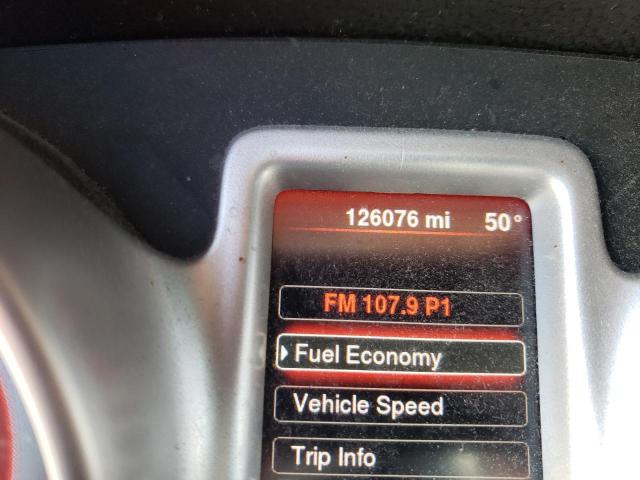 126076 mi 50°
FM 107.9 P1
Fuel Economy
Vehicle Speed
Trip Info